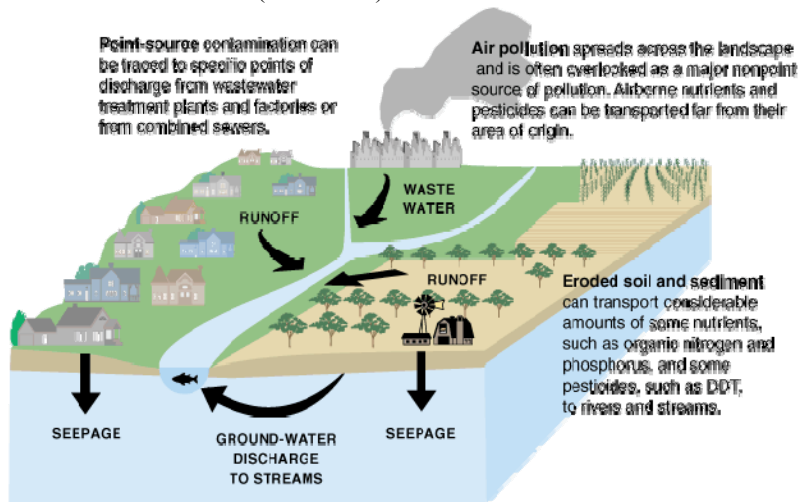 Point-source contamination can
be traced to specific points of
discharge from wastewater
treatment plants and factories or
from combined sewers.
Air pollution spreads across the landscape
and is often overlooked as a major nonpoint
source of pollution. Airborne nutrients and
pesticides can be transported far from their
area of origin.
WASTE
WATER
RUNOFF
RUNOFF
Eroded soil and sediment
can transport considerable
amounts of some nutrients,
such as organic nitrogen and
phosphorus, and some
pesticides, such as DDT,
to rivers and streams.
SEEPAGE
GROUND-WATER
DISCHARGE
TO STREAMS
SEEPAGE